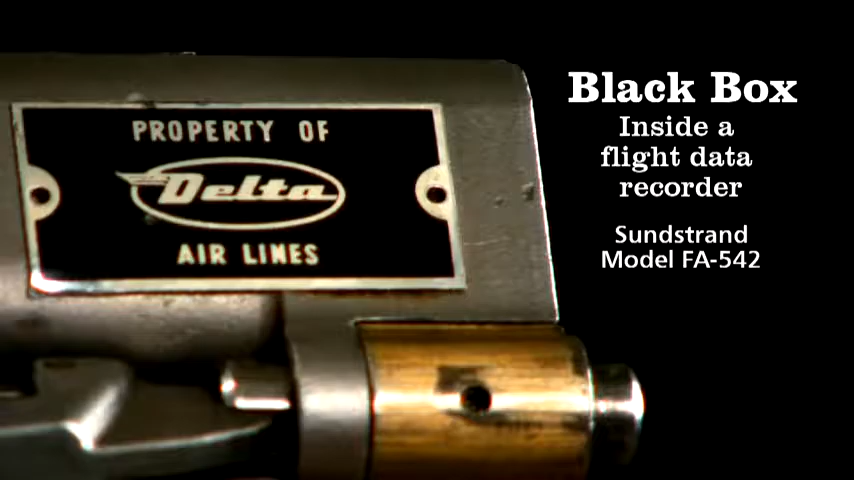 PROPERTY OF
Delta
AIR LINES
Black Box
Inside a
flight data
recorder
Sundstrand
Model FA-542